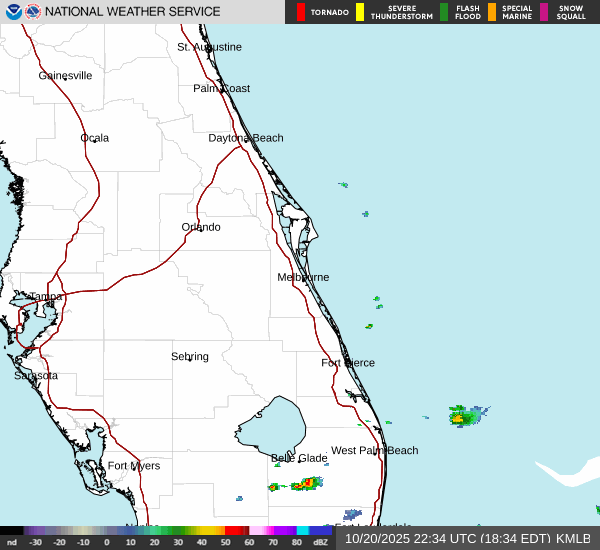 NATIONAL WEATHER SERVICE
TORNADO
SEVERE THUNDERSTORM
FLASH FLOOD
SPECIAL MARINE
SNOW SQUALL
St. Augustine
Gainesville
Palm Coast
Ocala
Daytona Beach
Orlando
Melbourne
Tampa
Sebring
Fort Pierce
Sarasota
West Palm Beach
Belle Glade
Fort Myers
nd -30 -20 -10 0 10 20 30 40 50 60 70 80 dBZ
10/20/2025 22:34 UTC (18:34 EDT) KMLB